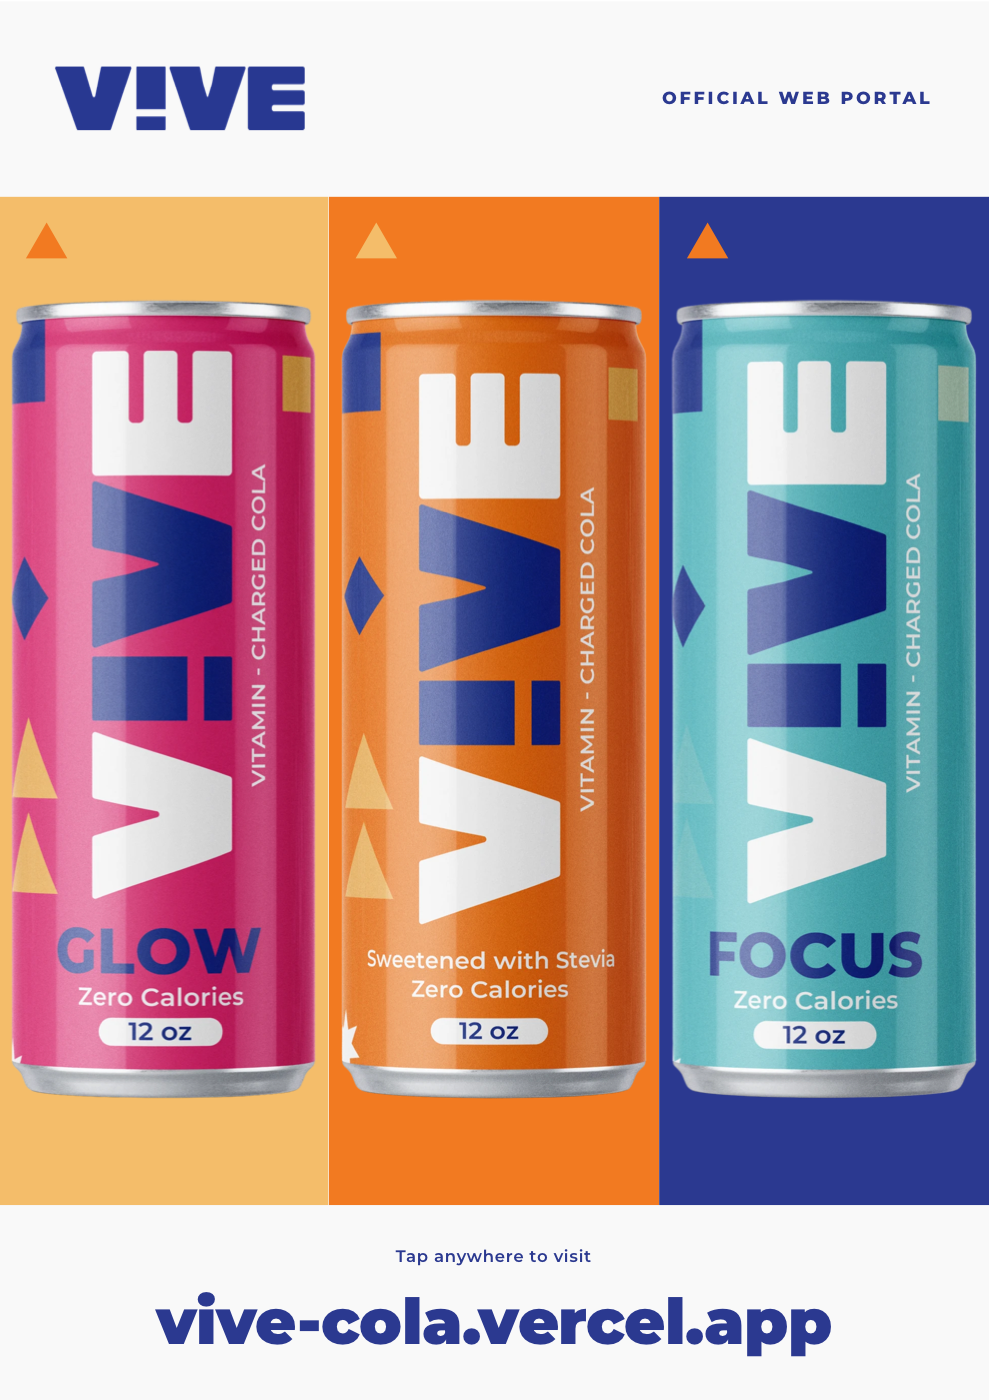 V!VE
OFFICIAL WEB PORTAL
V!VE
VITAMIN - CHARGED COLA
GLOW
Zero Calories
12 oz
V!VE
VITAMIN - CHARGED COLA
Sweetened with Stevia
Zero Calories
12 oz
V!VE
VITAMIN - CHARGED COLA
FOCUS
Zero Calories
12 oz
Tap anywhere to visit
vive-cola.vercel.app